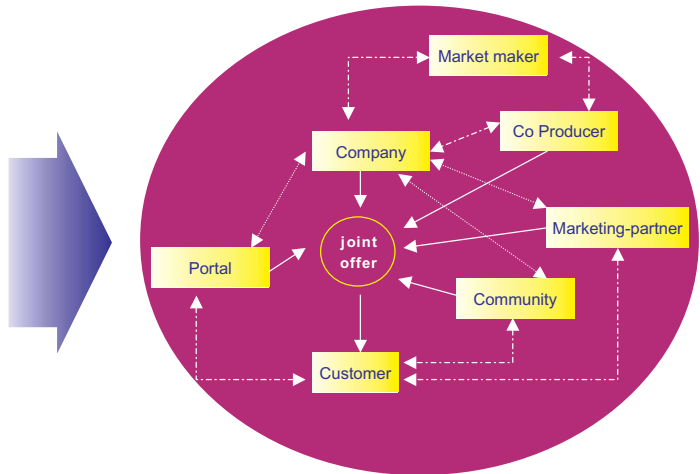 Market maker
Co Producer
Company
Marketing-partner
joint
offer
Portal
Community
Customer